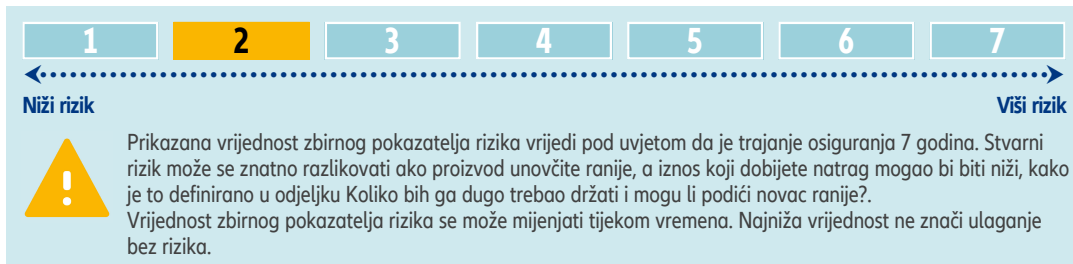 1 2 3 4 5 6 7
Niži rizik Viši rizik
Prikazana vrijednost zbirnog pokazatelja rizika vrijedi pod uvjetom da je trajanje osiguranja 7 godina. Stvarni
rizik može se znatno razlikovati ako proizvod unovčite ranije, a iznos koji dobijete natrag mogao bi biti niži, kako
je to definirano u odjeljku Koliko bih ga dugo trebao držati i mogu li podići novac ranije?.
Vrijednost zbirnog pokazatelja rizika se može mijenjati tijekom vremena. Najniža vrijednost ne znači ulaganje
bez rizika.